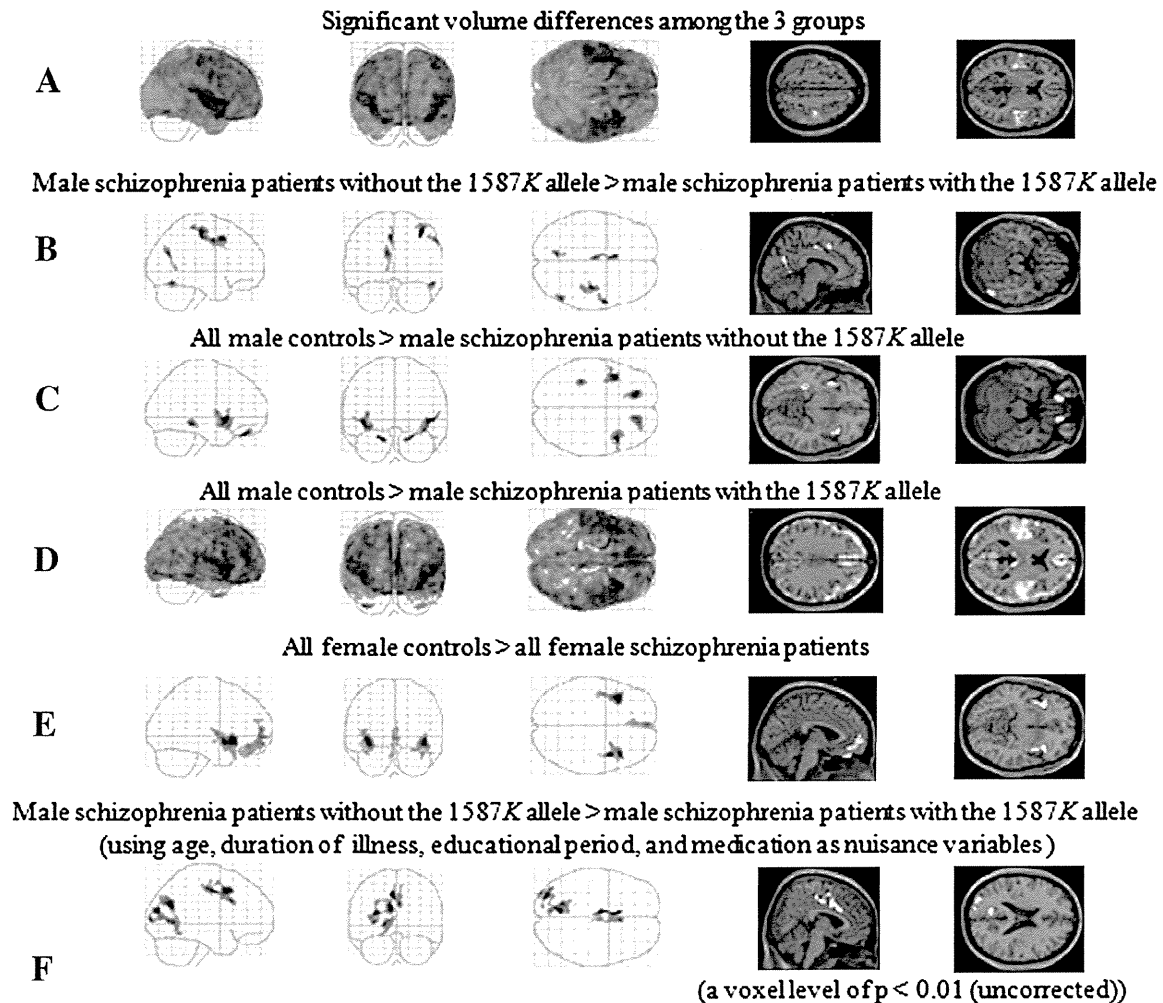 Significant volume differences among the 3 groups
A
Male schizophrenia patients without the 1587K allele > male schizophrenia patients with the 1587K allele
B
All male controls > male schizophrenia patients without the 1587K allele
C
All male controls > male schizophrenia patients with the 1587K allele
D
All female controls > all female schizophrenia patients
E
Male schizophrenia patients without the 1587K allele > male schizophrenia patients with the 1587K allele
(using age, duration of illness, educational period, and medication as nuisance variables)
F
(a voxel level of p < 0.01 (uncorrected))